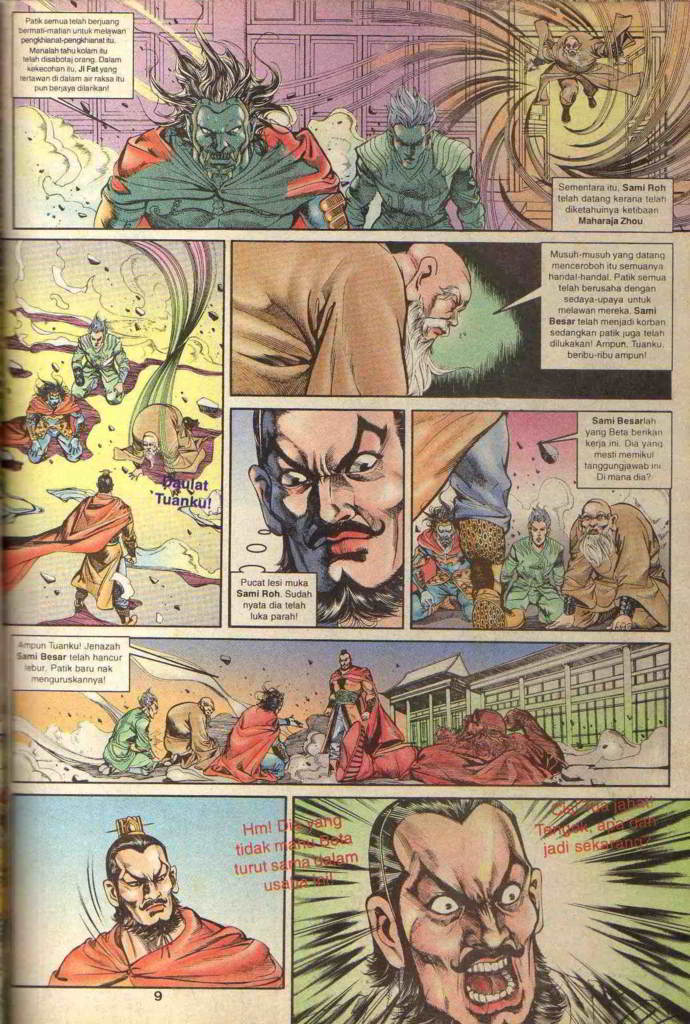 Patik semua telah berjuang
bermati-matian untuk melawan
pengkhianat-pengkhianat itu.
Manalah tahu kolam itu
telah disabotaj orang. Dalam
kekecohan itu, Ji Fat yang
tertawan di dalam air raksa itu
pun berjaya dilarikan!
Sementara itu, Sami Roh
telah datang kerana telah
diketahuinya ketibaan
Maharaja Zhou.
Daulat
Tuanku!
Musuh-musuh yang datang
menceroboh itu semuanya
handal-handal. Patik semua
telah berusaha dengan
sedaya-upaya untuk
melawan mereka. Sami
Besar telah menjadi korban
sedangkan patik juga telah
dilukakan! Ampun, Tuanku,
beribu-ribu ampun!
Pucat lesi muka
Sami Roh. Sudah
nyata dia telah
luka parah!
Sami Besarlah
yang Beta berikan
kerja ini. Dia yang
mesti memikul
tanggungjawab ini.
Di mana dia?
Ampun Tuanku! Jenazah
Sami Besar telah hancur
lebur. Patik baru nak
menguruskannya!
Hm! Dia yang
tidak mahu Beta
turut sama dalam
usaha ini!
jahat!
Tengok, apa dah
jadi sekarang?
9